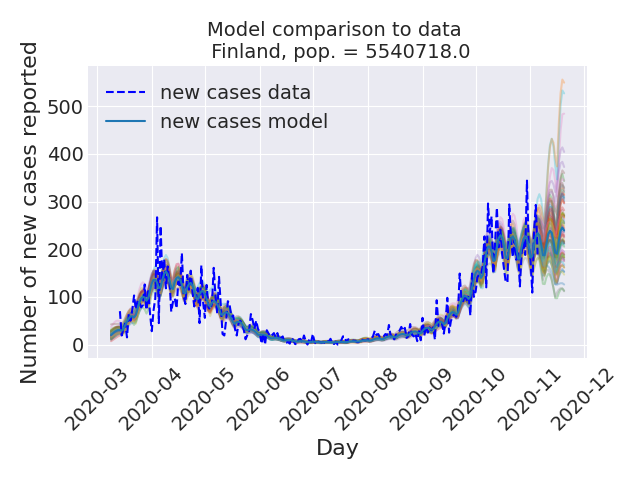 Model comparison to data
Finland, pop. = 5540718.0
new cases data
new cases model
Number of new cases reported
500
400
300
200
100
0
2020-03
2020-04
2020-05
2020-06
2020-07
2020-08
2020-09
2020-10
2020-11
2020-12
Day